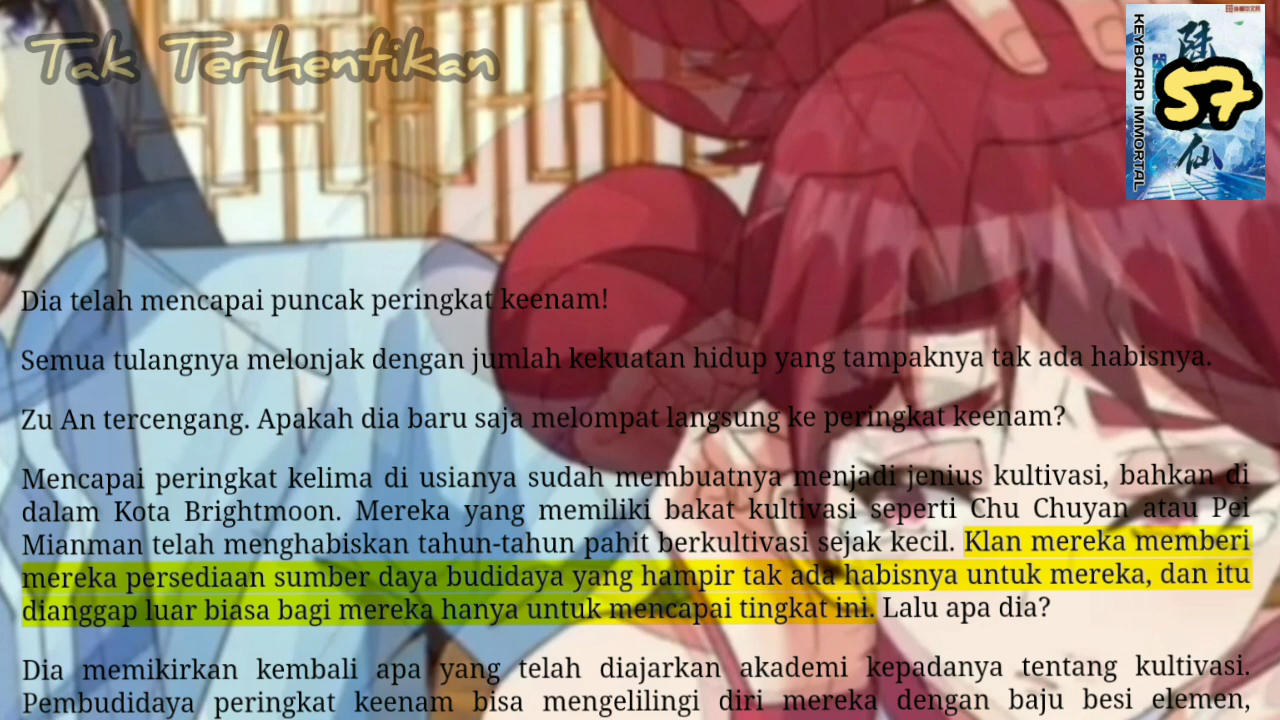 Tak Terhentikan
KEYBOARD IMMORTAL
陆
57
仙
Dia telah mencapai puncak peringkat keenam!
Semua tulangnya melonjak dengan jumlah kekuatan hidup yang tampaknya tak ada habisnya.
Zu An tercengang. Apakah dia baru saja melompat langsung ke peringkat keenam?
Mencapai peringkat kelima di usianya sudah membuatnya menjadi jenius kultivasi, bahkan di
dalam Kota Brightmoon. Mereka yang memiliki bakat kultivasi seperti Chu Chuyan atau Pei
Mianman telah menghabiskan tahun-tahun pahit berkultivasi sejak kecil. Klan mereka memberi
mereka persediaan sumber daya budidaya yang hampir tak ada habisnya untuk mereka, dan itu
dianggap luar biasa bagi mereka hanya untuk mencapai tingkat ini. Lalu apa dia?
Dia memikirkan kembali apa yang telah diajarkan akademi kepadanya tentang kultivasi.
Pembudidaya peringkat keenam bisa mengelilingi diri mereka dengan baju besi elemen,